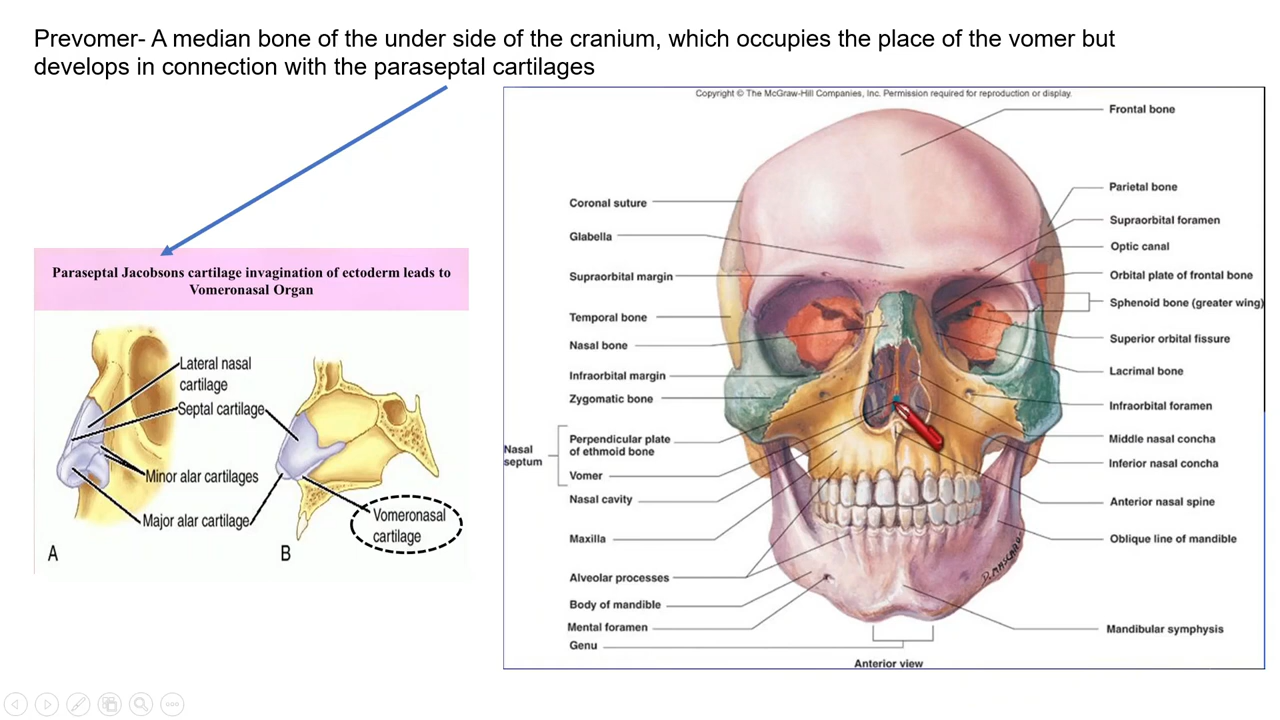 Prevomer- A median bone of the under side of the cranium, which occupies the place of the vomer but
develops in connection with the paraseptal cartilages
Paraseptal Jacobsons cartilage invagination of ectoderm leads to
Vomeronasal Organ
Lateral nasal
cartilage
Septal cartilage
Minor alar cartilages
Major alar cartilage
Vomeronasal
cartilage
A
B
Copyright © The McGraw-Hill Companies, Inc. Permission required for reproduction or display.
Coronal suture
Glabella
Supraorbital margin
Temporal bone
Nasal bone
Infraorbital margin
Zygomatic bone
Nasal
septum
Perpendicular plate
of ethmoid bone
Vomer
Nasal cavity
Maxilla
Alveolar processes
Body of mandible
Mental foramen
Genu
Frontal bone
Parietal bone
Supraorbital foramen
Optic canal
Orbital plate of frontal bone
Sphenoid bone (greater wing)
Superior orbital fissure
Lacrimal bone
Infraorbital foramen
Middle nasal concha
Inferior nasal concha
Anterior nasal spine
Oblique line of mandible
Mandibular symphysis
Anterior view